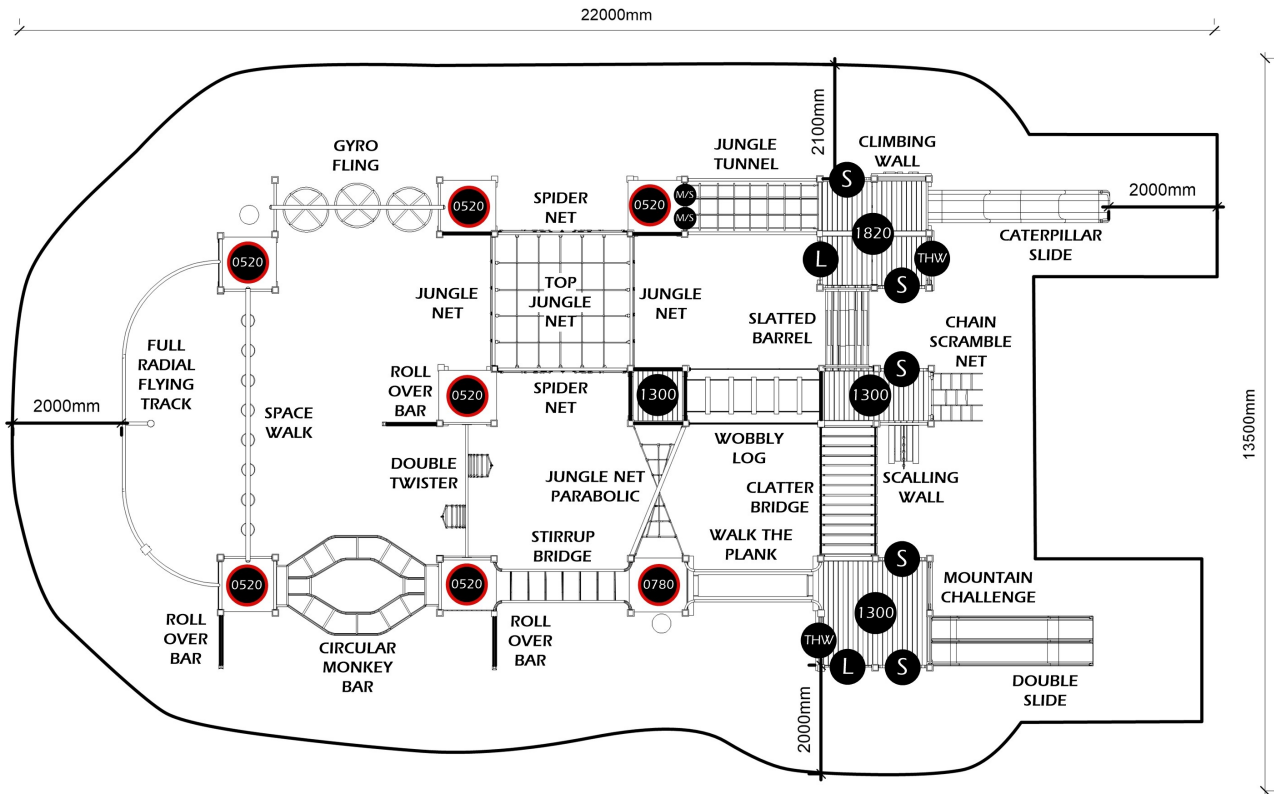 22000mm
2100mm
GYRO
FLING
JUNGLE
TUNNEL
CLIMBING
WALL
S
M/S
M/S
0520
0520
SPIDER
NET
2000mm
1820
CATERPILLAR
SLIDE
0520
L
THW
S
JUNGLE
NET
TOP
JUNGLE
NET
JUNGLE
NET
SLATTED
BARREL
CHAIN
SCRAMBLE
NET
FULL
RADIAL
FLYING
TRACK
2000mm
SPACE
WALK
ROLL
OVER
BAR
0520
SPIDER
NET
1300
S
1300
13500mm
WOBBLY
LOG
DOUBLE
TWISTER
JUNGLE NET
PARABOLIC
CLATTER
BRIDGE
SCALLING
WALL
STIRRUP
BRIDGE
WALK THE
PLANK
S
MOUNTAIN
CHALLENGE
0520
0520
0780
1300
ROLL
OVER
BAR
CIRCULAR
MONKEY
BAR
ROLL
OVER
BAR
THW
L
S
DOUBLE
SLIDE
2000mm